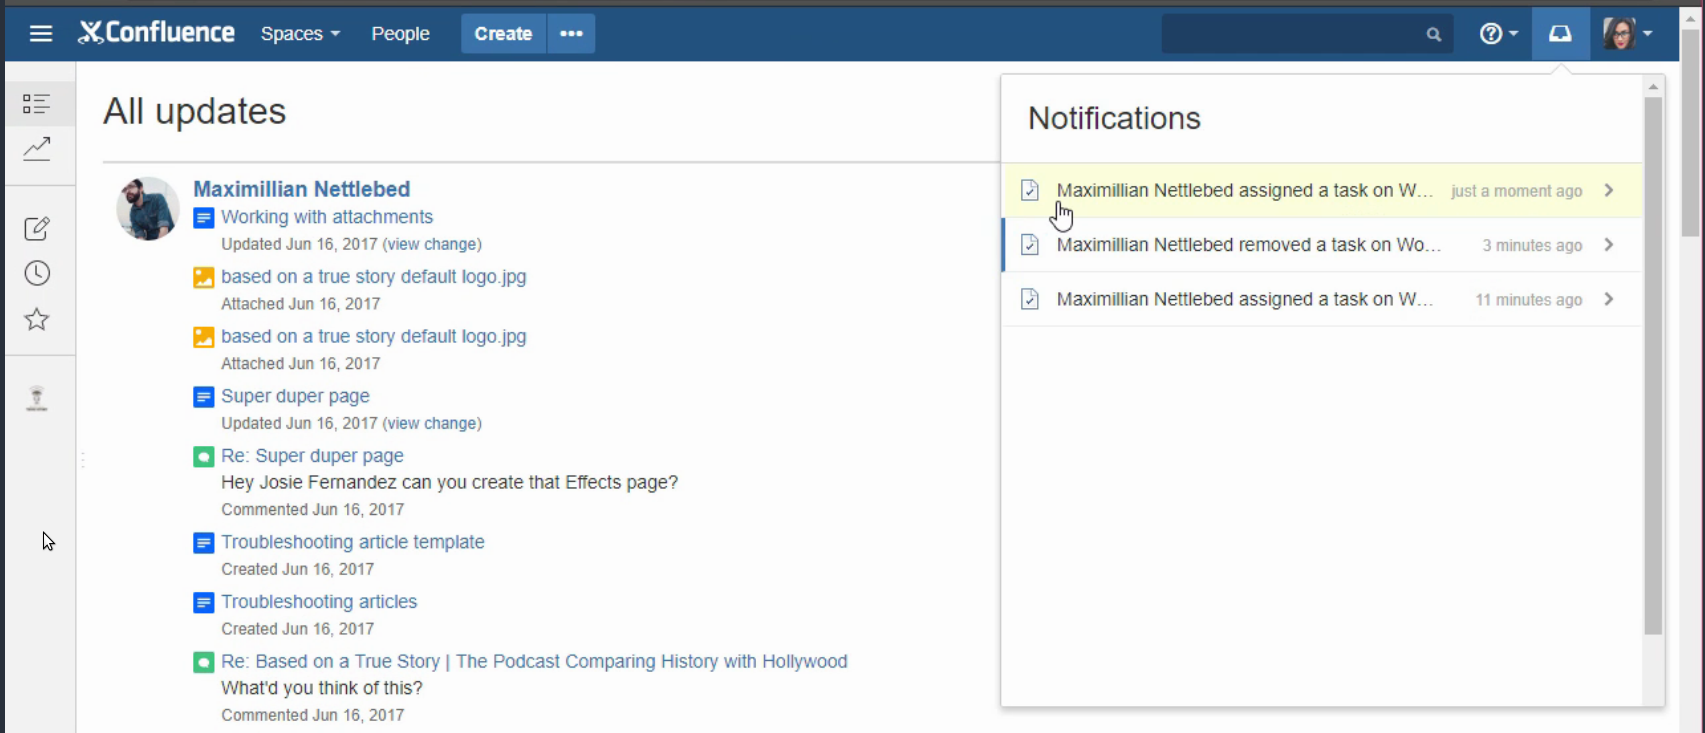 Confluence Spaces People Create •••
All updates
Maximillian Nettlebed
Working with attachments
Updated Jun 16, 2017 (view change)
based on a true story default logo.jpg
Attached Jun 16, 2017
based on a true story default logo.jpg
Attached Jun 16, 2017
Super duper page
Updated Jun 16, 2017 (view change)
Re: Super duper page
Hey Josie Fernandez can you create that Effects page?
Commented Jun 16, 2017
Troubleshooting article template
Created Jun 16, 2017
Troubleshooting articles
Created Jun 16, 2017
Re: Based on a True Story | The Podcast Comparing History with Hollywood
What'd you think of this?
Commented Jun 16, 2017
Notifications
Maximillian Nettlebed assigned a task on W... just a moment ago
Maximillian Nettlebed removed a task on Wo... 3 minutes ago
Maximillian Nettlebed assigned a task on W... 11 minutes ago